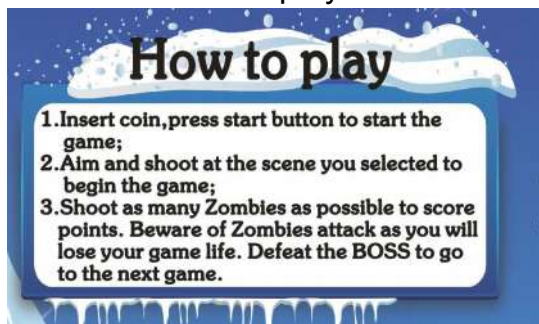 How to play
1.Insert coin,press start button to start the
game;
2.Aim and shoot at the scene you selected to
begin the game;
3.Shoot as many Zombies as possible to score
points. Beware of Zombies attack as you will
lose your game life. Defeat the BOSS to go
to the next game.